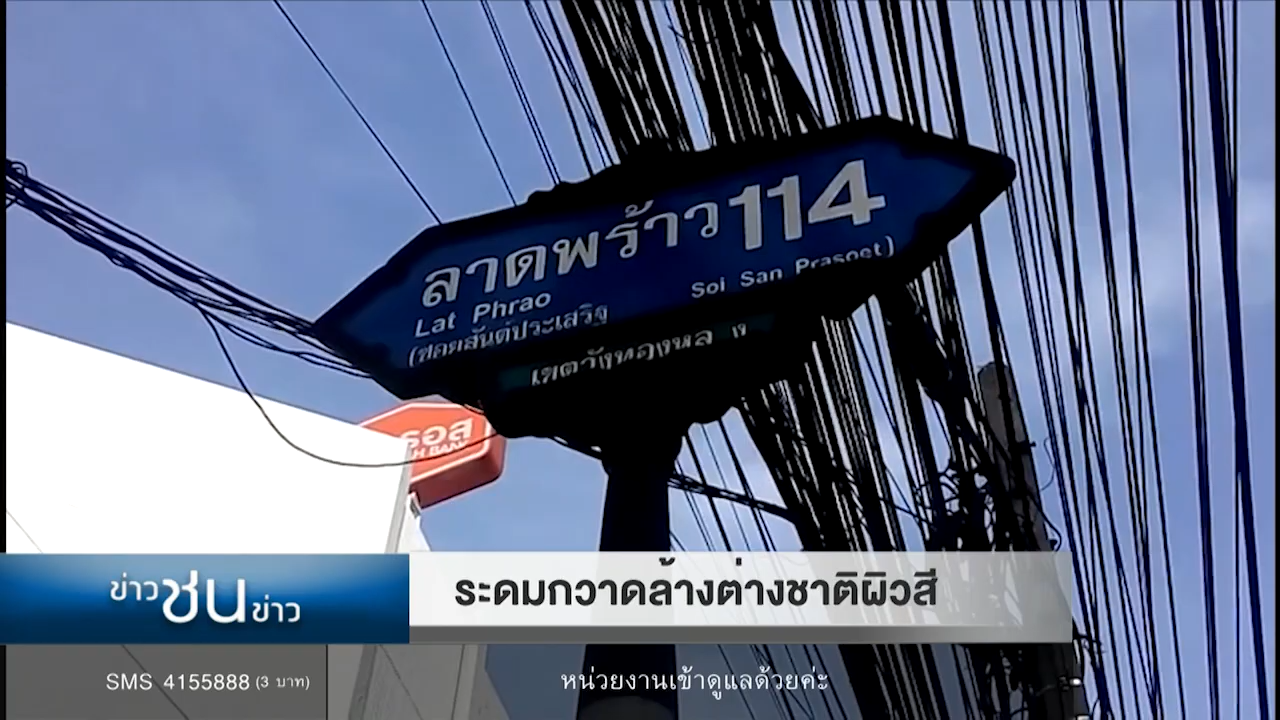 ลาดพร้าว 114
Lat Phrao Soi San Prasoet)
(ซอยสันต์ประเสริฐ
เขตวังทองหล ง
ธอส
H BANK
ข่าวชนข่าว
ระดมกวาดล้างต่างชาติผิวสี
SMS 4155888 (3 บาท)
หน่วยงานเข้าดูแลด้วยค่ะ